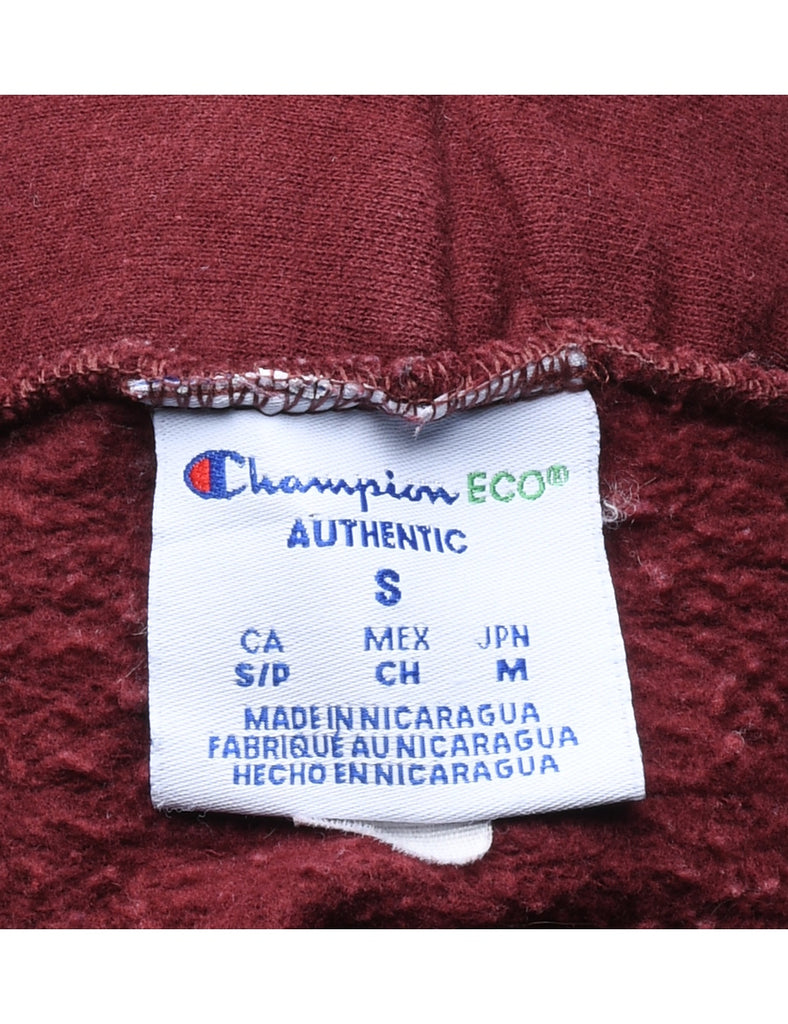 Champion ECO®
AUTHENTIC
S
CA MEX JPN
S/P CH M
MADE IN NICARAGUA
FABRIQUÉ AU NICARAGUA
HECHO EN NICARAGUA